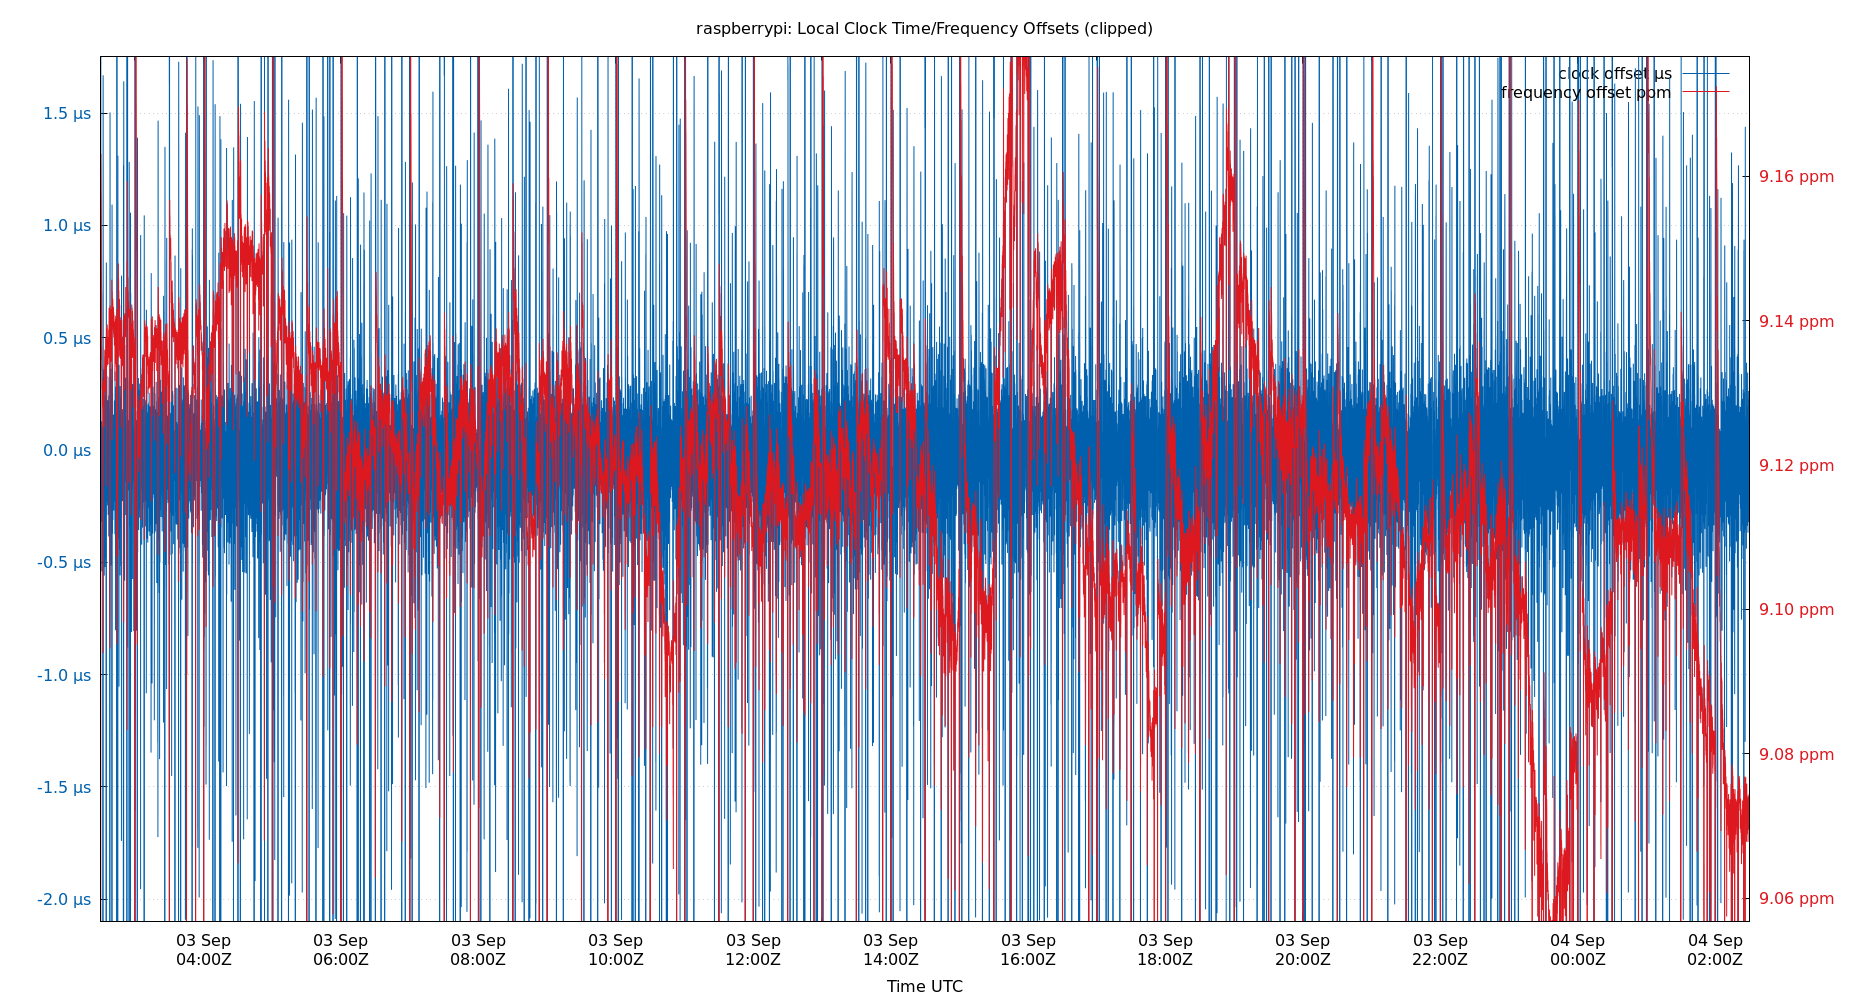 raspberrypi: Local Clock Time/Frequency Offsets (clipped)
clock offset µs
frequency offset ppm
1.5 µs
1.0 µs
0.5 µs
0.0 µs
-0.5 µs
-1.0 µs
-1.5 µs
-2.0 µs
9.16 ppm
9.14 ppm
9.12 ppm
9.10 ppm
9.08 ppm
9.06 ppm
03 Sep 03 Sep 03 Sep 03 Sep 03 Sep 03 Sep 03 Sep 03 Sep 03 Sep 03 Sep 04 Sep 04 Sep
04:00Z 06:00Z 08:00Z 10:00Z 12:00Z 14:00Z 16:00Z 18:00Z 20:00Z 22:00Z 00:00Z 02:00Z
Time UTC